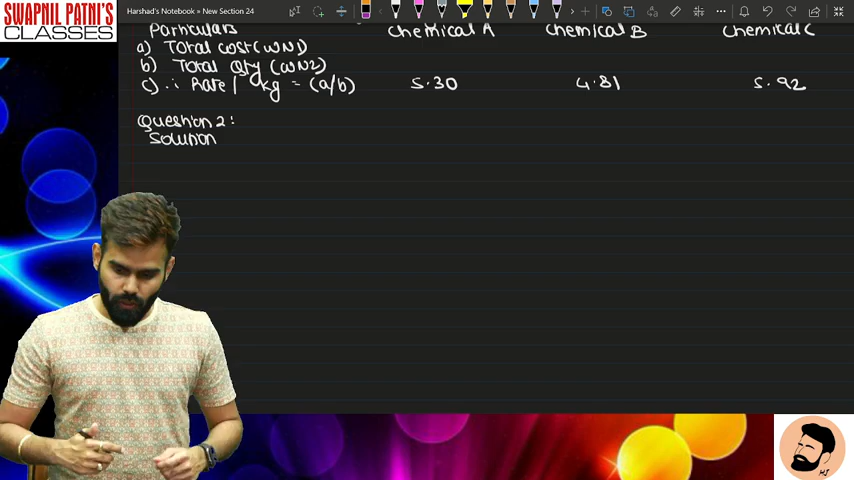 SWAPNIL PATNI'S
CLASSES
Harshad's Notebook » New Section 24
Particulars Chemical A Chemical B Chemical C
a) Total cost (WN1)
b) Total Qty (WN2)
c) ∴ Rate / kg = (a/b) 5.30 4.81 5.92
Question 2:
Solution
HJ